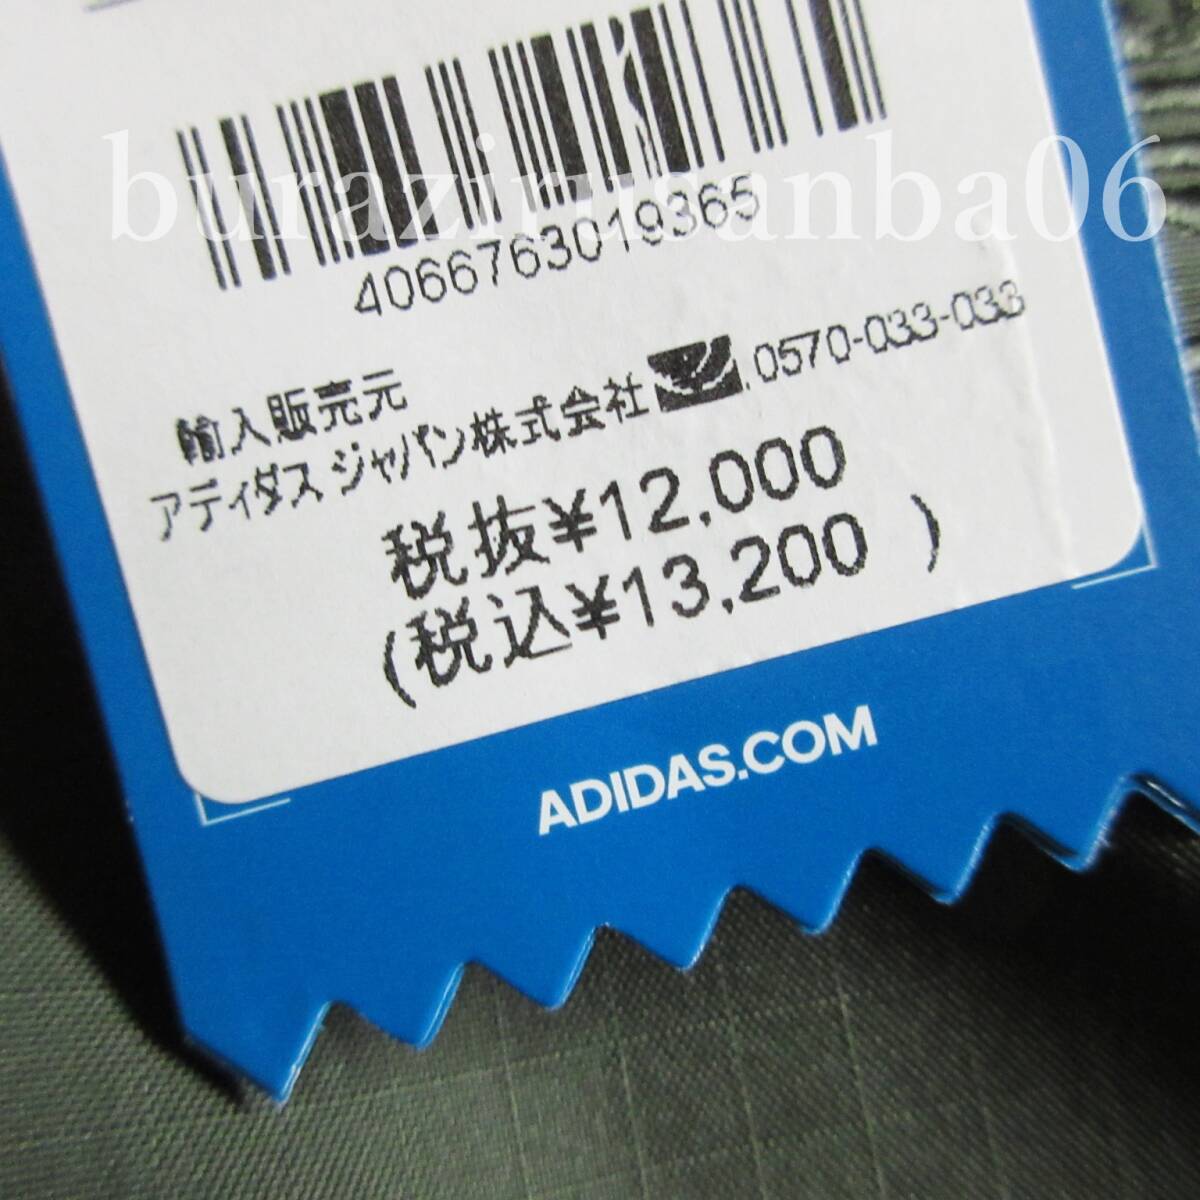 burazirusanba06
4066763019365
輸入販売元
アディダス ジャパン株式会社 0570-033-033
税抜¥12,000
(税込¥13,200 )
ADIDAS.COM